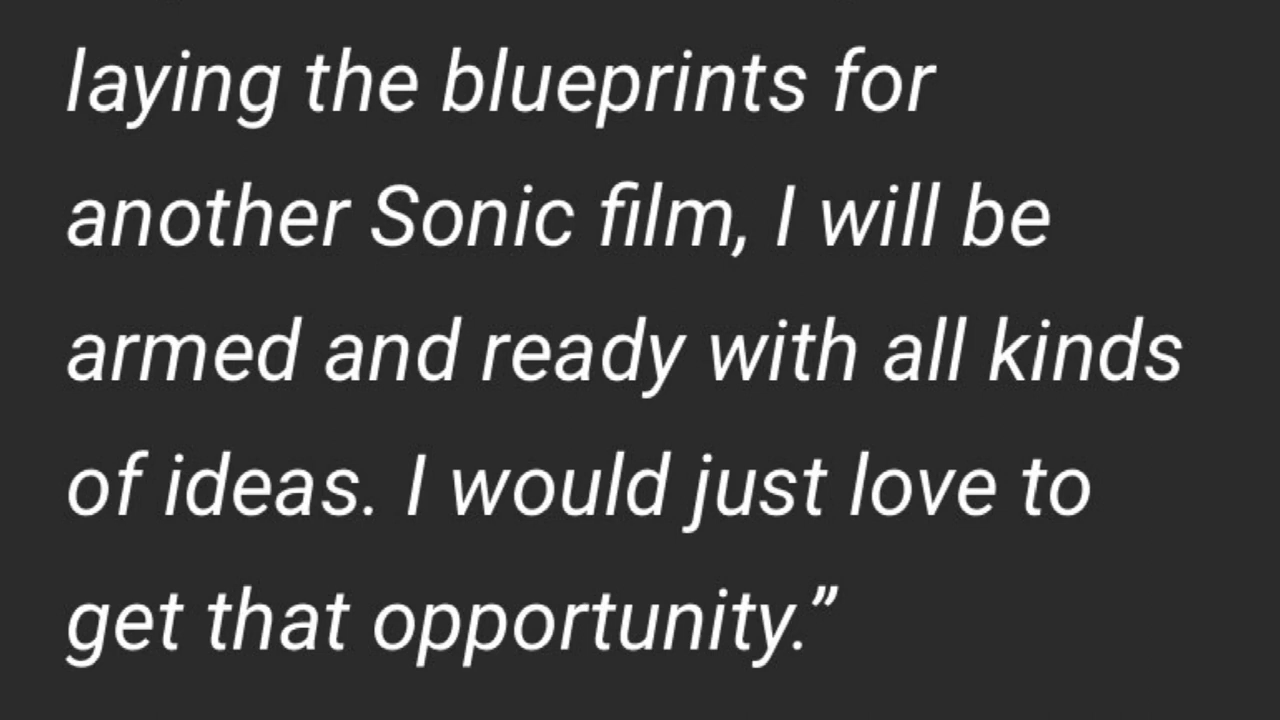 laying the blueprints for
another Sonic film, I will be
armed and ready with all kinds
of ideas. I would just love to
get that opportunity.”